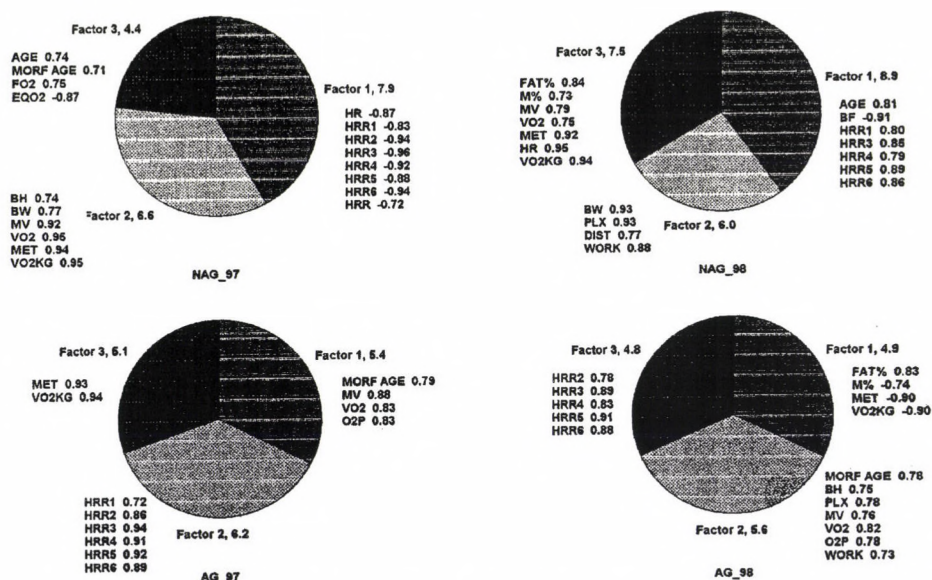 Factor 3, 4.4
AGE 0.74
MORF AGE 0.71
FO2 0.75
EQO2 -0.87
Factor 1, 7.9
HR -0.87
HRR1 -0.83
HRR2 -0.94
HRR3 -0.96
HRR4 -0.92
HRR5 -0.88
HRR6 -0.94
HRR -0.72
BH 0.74
BW 0.77
MV 0.92
VO2 0.95
MET 0.94
VO2KG 0.95
Factor 2, 6.6
NAG_97
Factor 3, 7.5
FAT% 0.84
M% 0.73
MV 0.79
VO2 0.75
MET 0.92
HR 0.95
VO2KG 0.94
Factor 1, 8.9
AGE 0.81
BF -0.91
HRR1 0.80
HRR3 0.85
HRR4 0.79
HRR5 0.89
HRR6 0.86
BW 0.93
PLX 0.93
DIST 0.77
WORK 0.88
Factor 2, 6.0
NAG_98
Factor 3, 5.1
MET 0.93
VO2KG 0.94
Factor 1, 5.4
MORF AGE 0.79
MV 0.88
VO2 0.83
O2P 0.83
HRR1 0.72
HRR2 0.86
HRR3 0.94
HRR4 0.91
HRR5 0.92
HRR6 0.89
Factor 2, 6.2
AG_97
Factor 3, 4.8
HRR2 0.78
HRR3 0.89
HRR4 0.83
HRR5 0.91
HRR6 0.88
Factor 1, 4.9
FAT% 0.83
M% -0.74
MET -0.90
VO2KG -0.90
MORF AGE 0.78
BH 0.75
PLX 0.78
MV 0.76
VO2 0.82
O2P 0.78
WORK 0.73
Factor 2, 5.6
AG_98